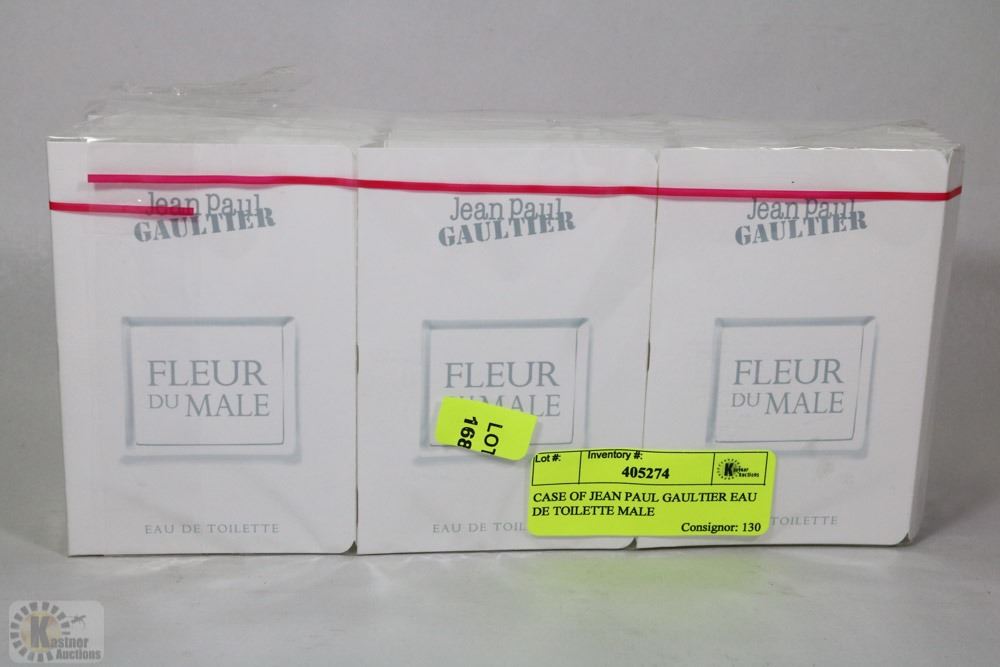 Jean Paul
GAULTIER
FLEUR
DU MALE
EAU DE TOILETTE
Jean Paul
GAULTIER
FLEUR
MALE
EAU DE
Jean Paul
GAULTIER
FLEUR
DU MALE
TOILETTE
LOT
168
Lot #: Inventory #:
405274
Kastner
Auctions
CASE OF JEAN PAUL GAULTIER EAU
DE TOILETTE MALE
Consignor: 130
Kastner
Auctions